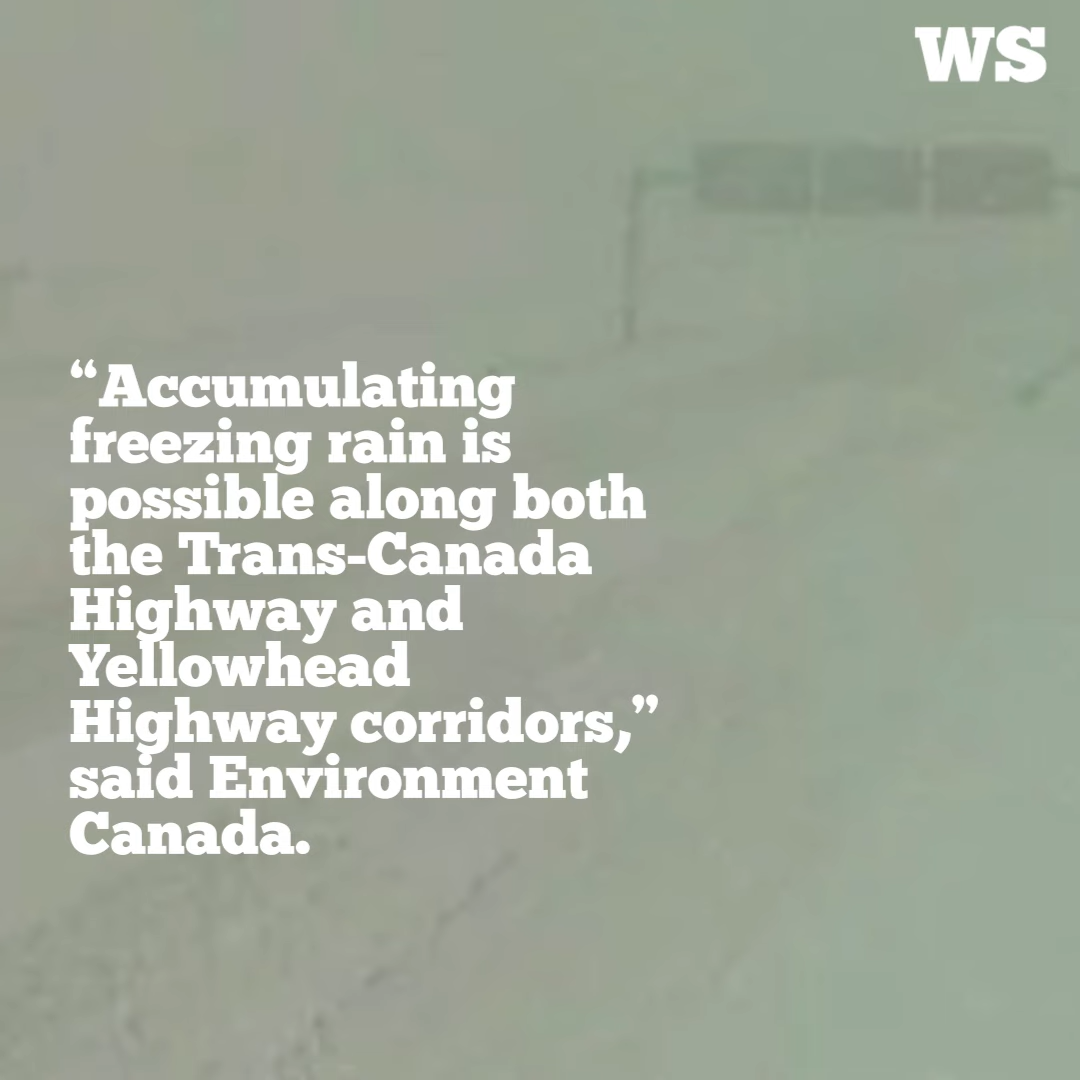 WS
“Accumulating
freezing rain is
possible along both
the Trans-Canada
Highway and
Yellowhead
Highway corridors,”
said Environment
Canada.